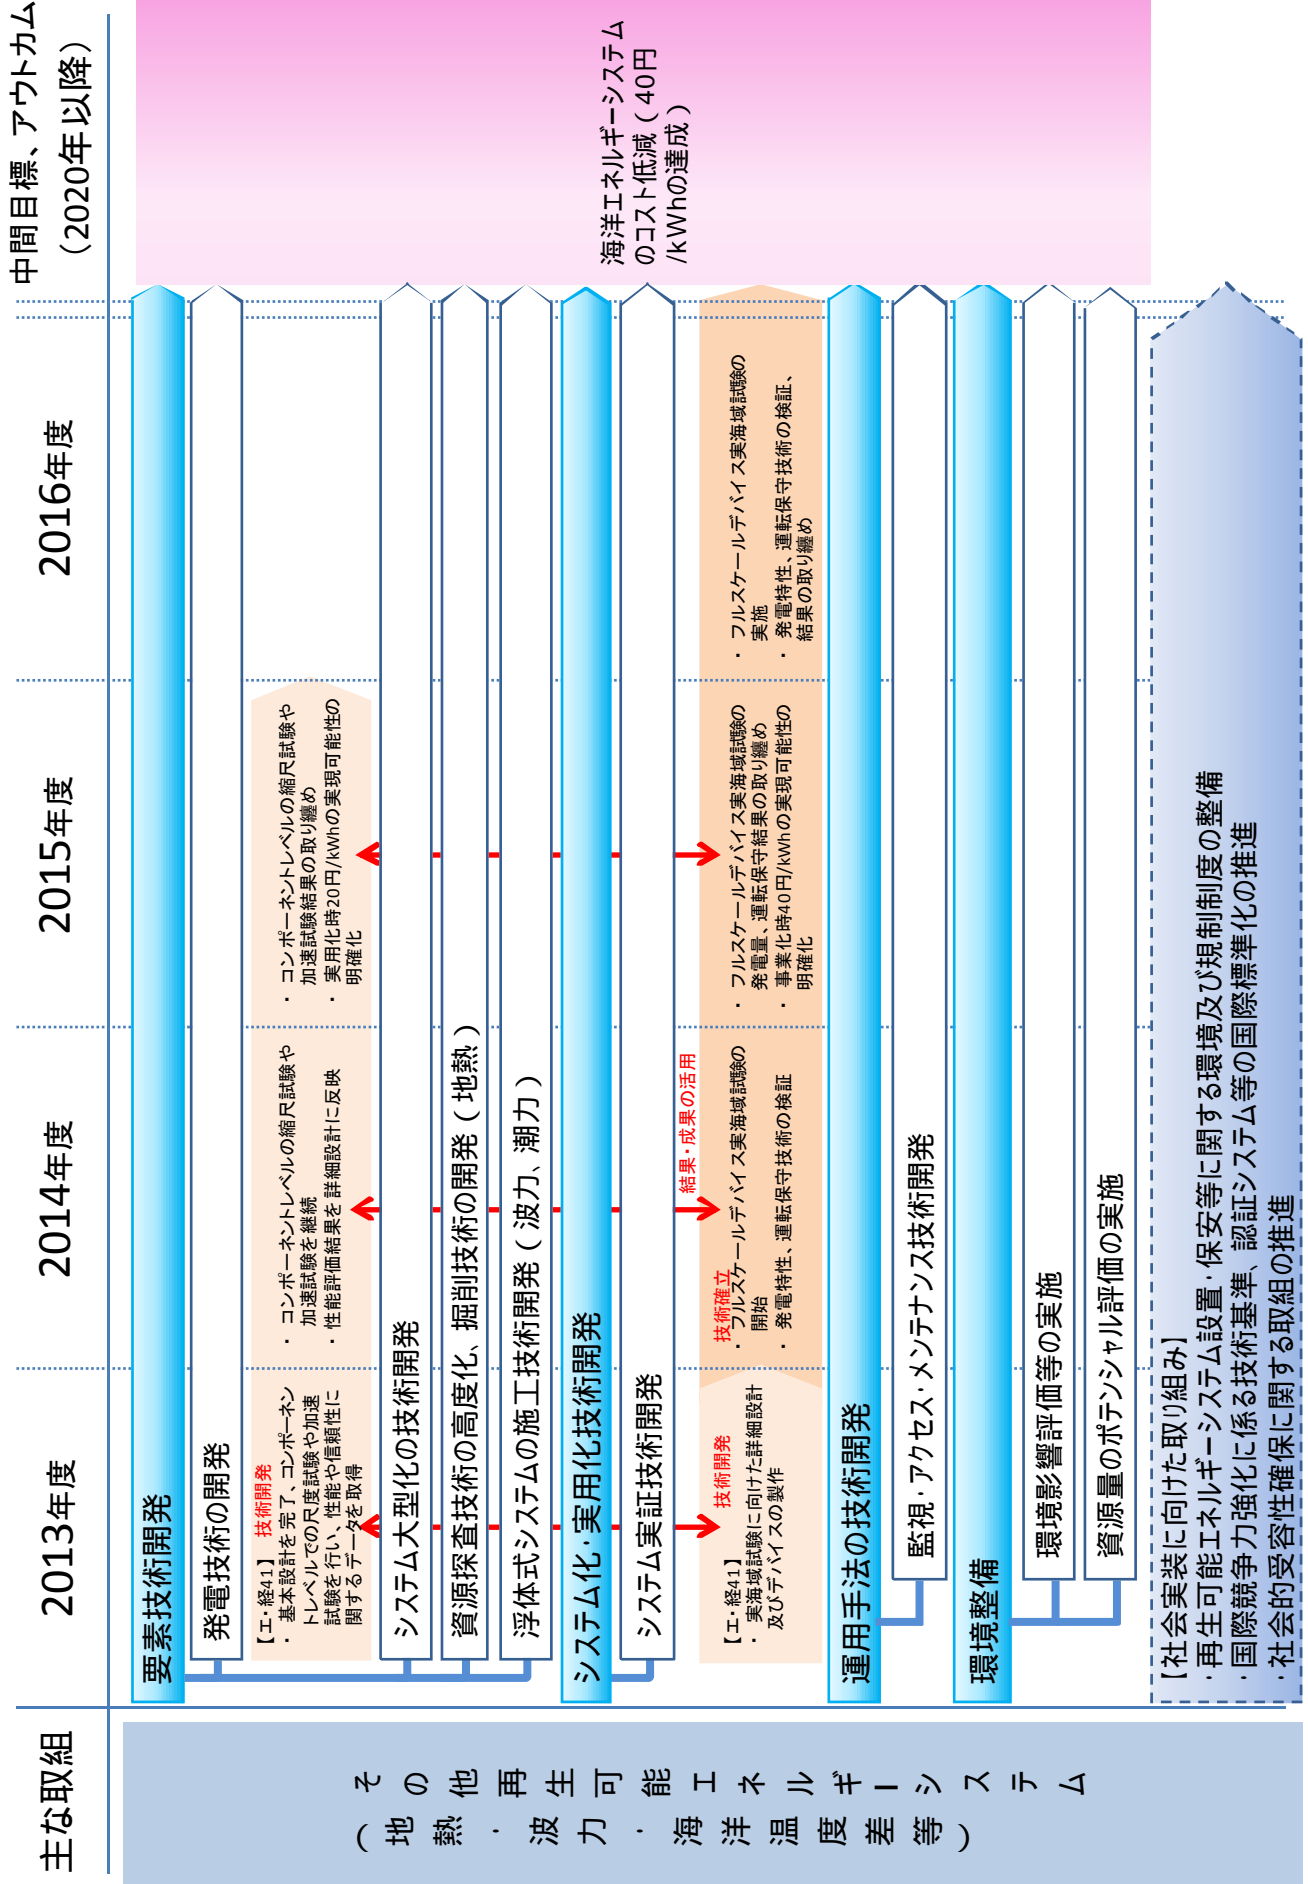 主な取組
2013年度
2014年度
2015年度
2016年度
中間目標、アウトカム
(2020年以降)
その他再生可能エネルギーシステム
(地熱・波力・海洋温度差等)
要素技術開発
発電技術の開発
【エ・経41】 技術開発
・ 基本設計を完了、コンポーネン
トレベルでの尺度試験や加速
試験を行い、性能や信頼性に
関するデータを取得
・ コンポーネントレベルの縮尺試験や
加速試験を継続
・ 性能評価結果を詳細設計に反映
・ コンポーネントレベルの縮尺試験や
加速試験結果の取り纏め
・ 実用化時20円/kWhの実現可能性の
明確化
システム大型化の技術開発
資源探査技術の高度化、掘削技術の開発(地熱)
浮体式システムの施工技術開発(波力、潮力)
システム化・実用化技術開発
システム実証技術開発
結果・成果の活用
【エ・経41】 技術開発
・ 実海域試験に向けた詳細設計
及びデバイスの製作
技術確立
・ フルスケールデバイス実海域試験の
開始
・ 発電特性、運転保守技術の検証
・ フルスケールデバイス実海域試験の
発電量、運転保守結果の取り纏め
・ 事業化時40円/kWhの実現可能性の
明確化
・ フルスケールデバイス実海域試験の
実施
・ 発電特性、運転保守技術の検証、
結果の取り纏め
海洋エネルギーシステム
のコスト低減(40円
/kWhの達成)
運用手法の技術開発
監視・アクセス・メンテナンス技術開発
環境整備
環境影響評価等の実施
資源量のポテンシャル評価の実施
【社会実装に向けた取り組み】
・再生可能エネルギーシステム設置・保安等に関する環境及び規制制度の整備
・国際競争力強化に係る技術基準、認証システム等の国際標準化の推進
・社会的受容性確保に関する取組の推進